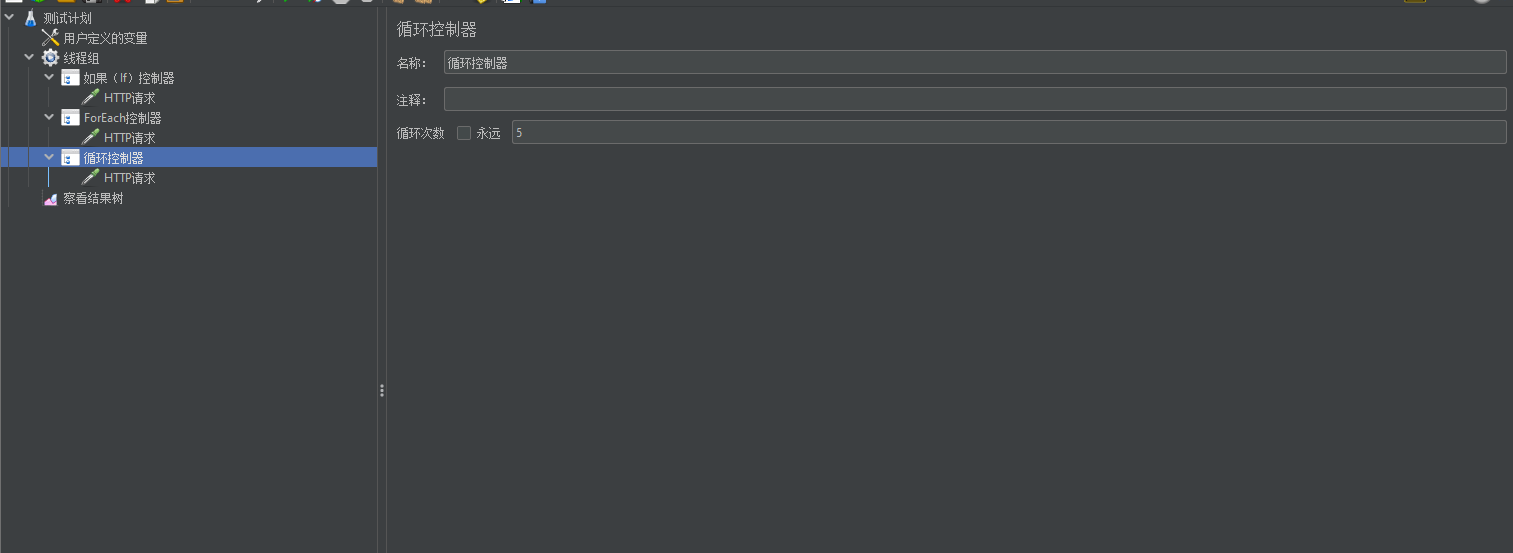 测试计划
用户定义的变量
线程组
如果（If）控制器
HTTP请求
ForEach控制器
HTTP请求
循环控制器
HTTP请求
察看结果树
循环控制器
名称： 循环控制器
注释：
循环次数 永远 5